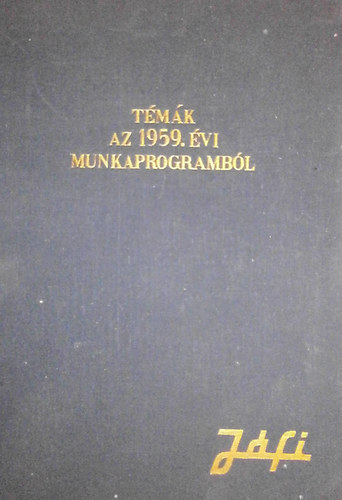 TÉMÁK
AZ 1959. ÉVI
MUNKAPROGRAMBÓL
Jáfi